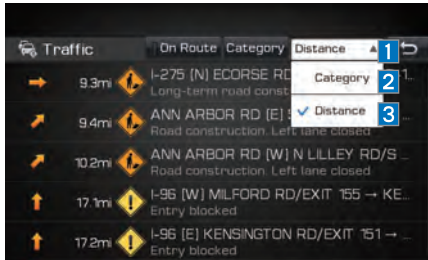 Traffic On Route Category Distance ▲ 1
9.3mi I-275 (N) ECORSE RD
Long-term road const
Category 2
✓ Distance 3
9.4mi ANN ARBOR RD (E)
Road construction. Left lane closed
10.2mi ANN ARBOR RD (W) N LILLEY RD/S ...
Road construction. Left lane closed
17.1mi I-96 (W) MILFORD RD/EXIT 155 → KE...
Entry blocked
17.2mi I-96 (E) KENSINGTON RD/EXIT 151 →
Entry blocked